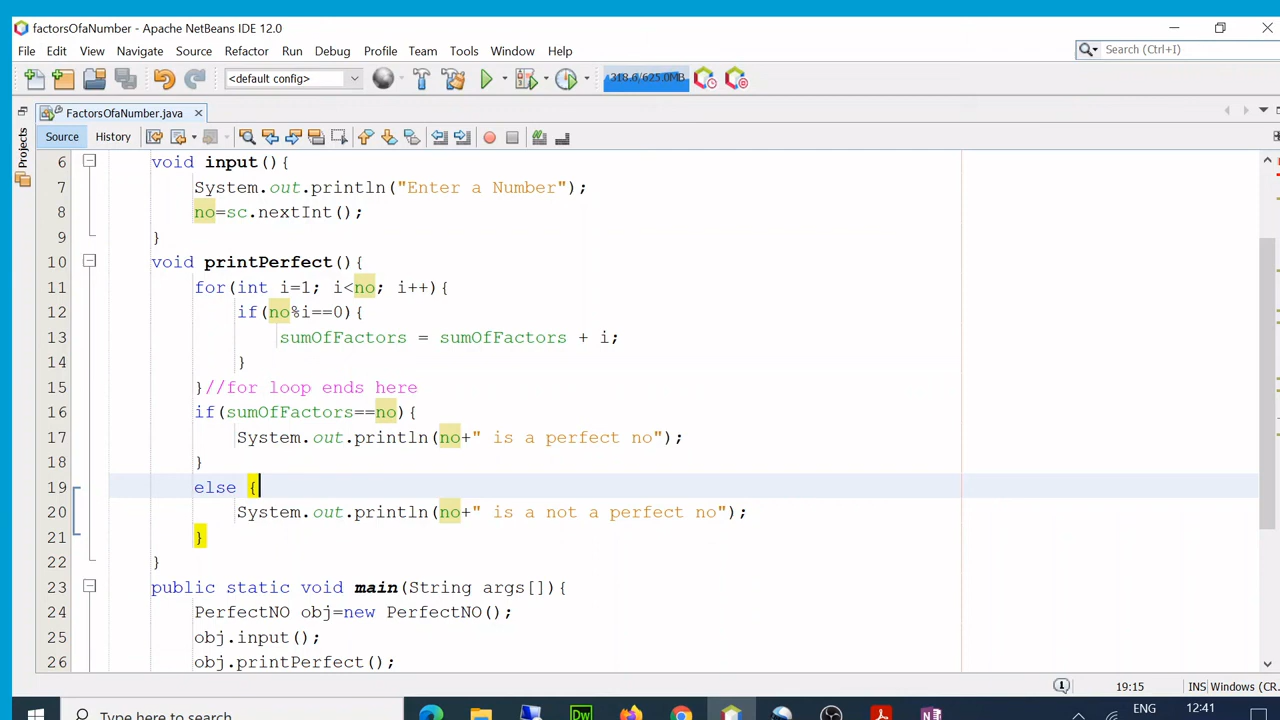 factorsOfaNumber - Apache NetBeans IDE 12.0
File Edit View Navigate Source Refactor Run Debug Profile Team Tools Window Help
Search (Ctrl+I)
<default config>
318.6/625.0MB
FactorsOfaNumber.java
Projects
Source History
6 void input(){
7 System.out.println("Enter a Number");
8 no=sc.nextInt();
9 }
10 void printPerfect(){
11 for(int i=1; i<no; i++){
12 if(no%i==0){
13 sumOfFactors = sumOfFactors + i;
14 }
15 }//for loop ends here
16 if(sumOfFactors==no){
17 System.out.println(no+" is a perfect no");
18 }
19 else {
20 System.out.println(no+" is a not a perfect no");
21 }
22 }
23 public static void main(String args[]){
24 PerfectNO obj=new PerfectNO();
25 obj.input();
26 obj.printPerfect();
19:15 INS Windows (CR
Type here to search
Dw
ENG 12:41